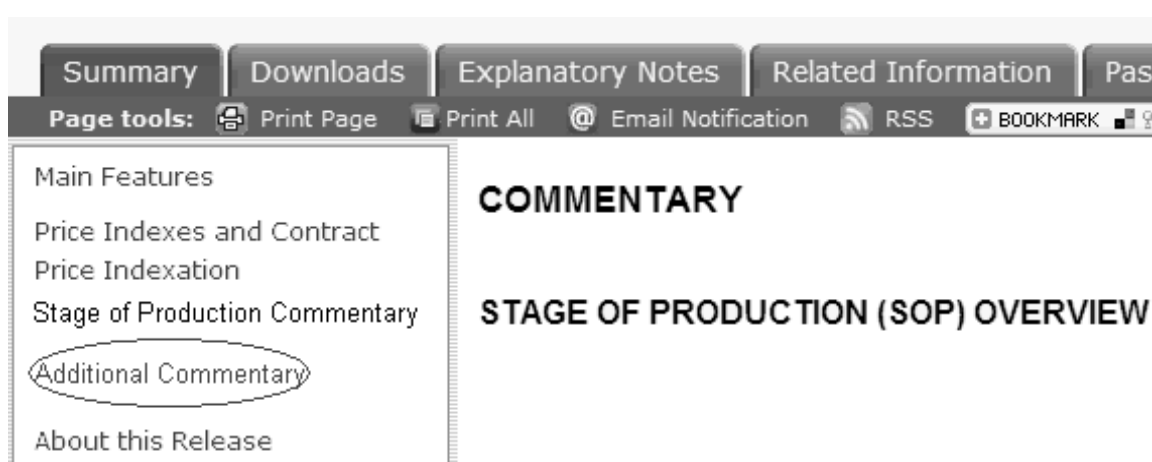 Summary Downloads Explanatory Notes Related Information Pas
Page tools: Print Page Print All @ Email Notification RSS BOOKMARK
Main Features
Price Indexes and Contract
Price Indexation
Stage of Production Commentary
Additional Commentary
About this Release
COMMENTARY
STAGE OF PRODUCTION (SOP) OVERVIEW